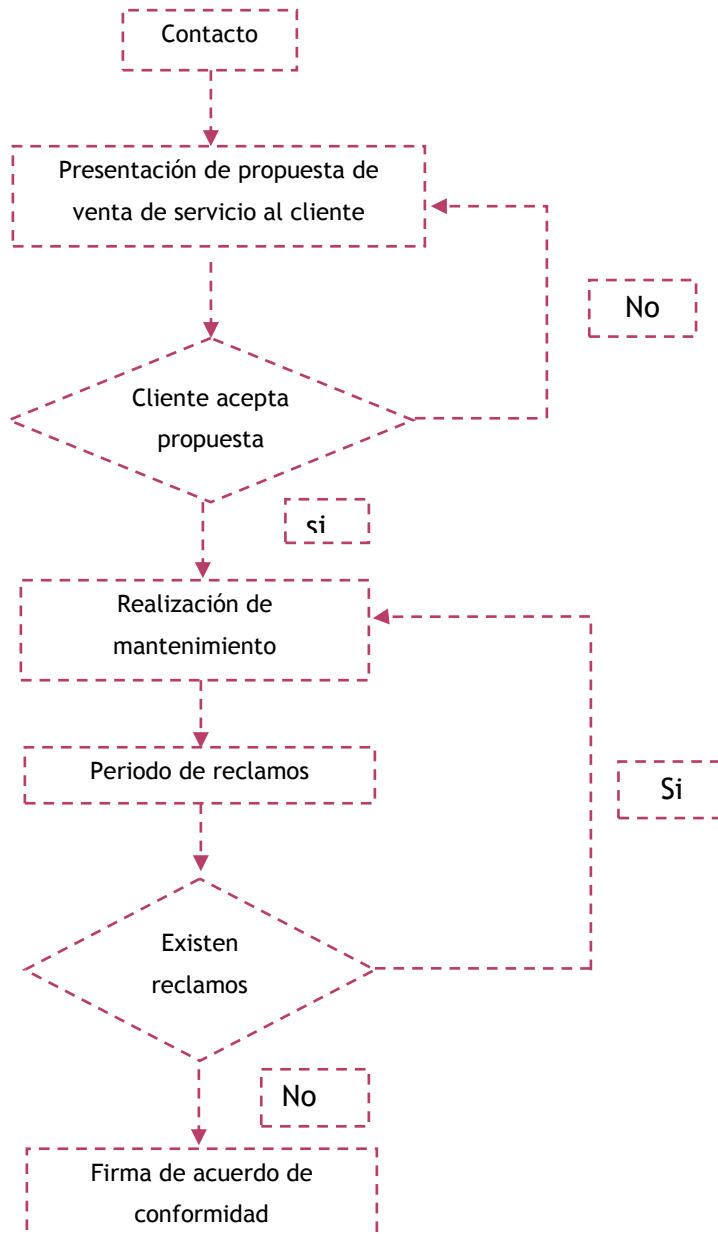 Contacto
Presentación de propuesta de
venta de servicio al cliente
No
Cliente acepta
propuesta
si
Realización de
mantenimiento
Periodo de reclamos
Si
Existen
reclamos
No
Firma de acuerdo de
conformidad